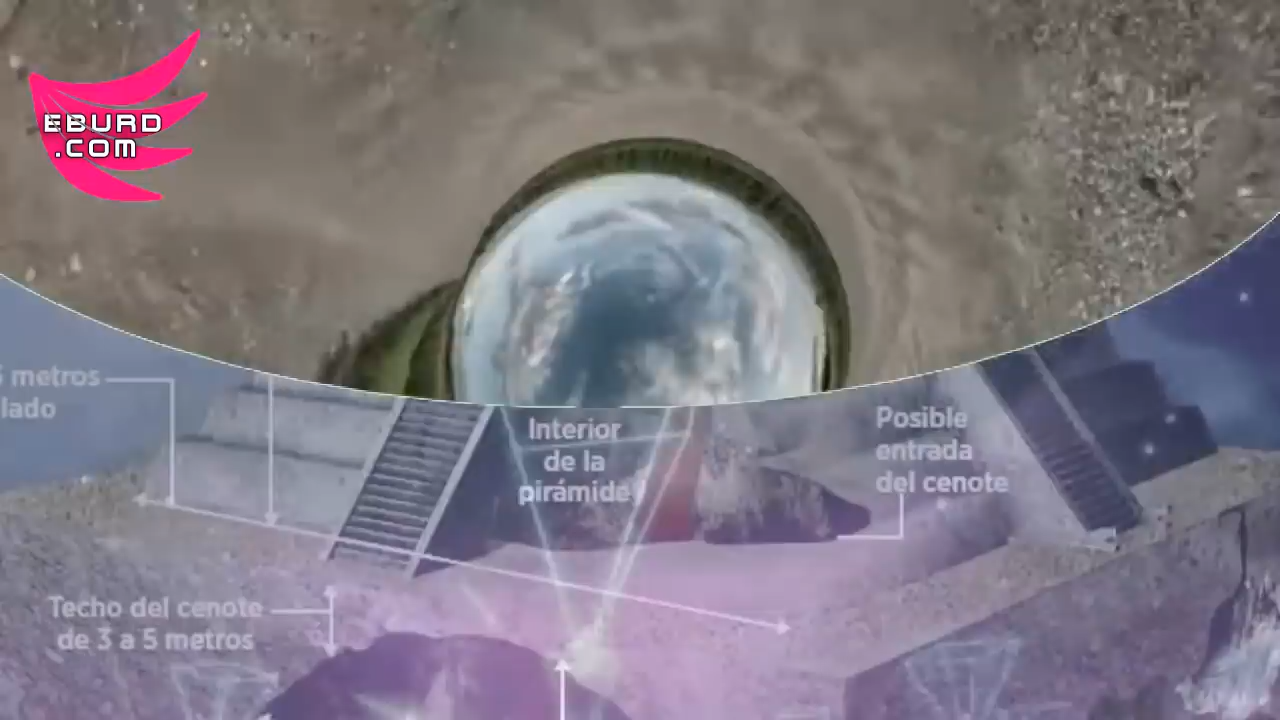 EBURD
.COM
metros
lado
Interior
de la
pirámide
Posible
entrada
del cenote
Techo del cenote
de 3 a 5 metros